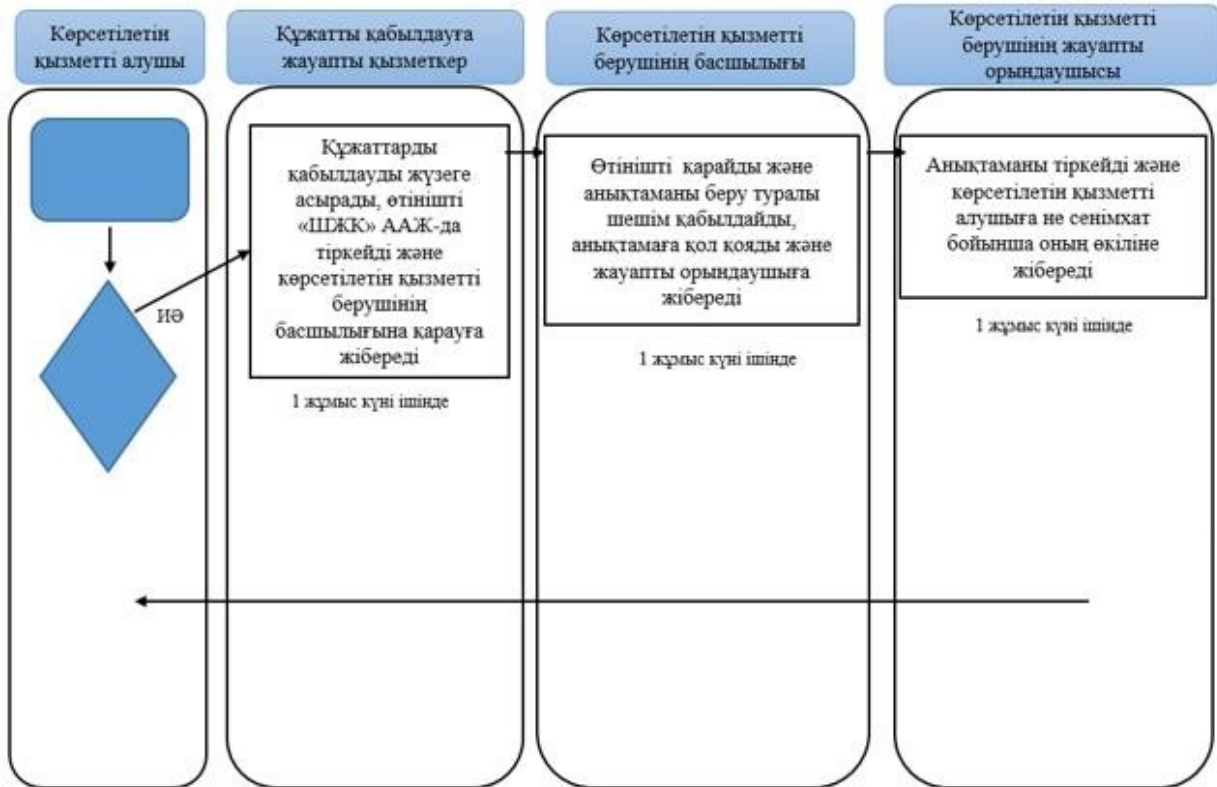 Көрсетілетін
қызметті алушы
Құжатты қабылдауға
жауапты қызметкер
Көрсетілетін қызметті
берушінің басшылығы
Көрсетілетін қызметті
берушінің жауапты
орындаушысы
ИӘ
Құжаттарды
қабылдауды жүзеге
асырады, өтінішті
«ШЖК» ААЖ-да
тіркейді және
көрсетілетін қызметті
берушінің
басшылығына қарауға
жібереді
1 жұмыс күні ішінде
Өтінішті қарайды және
анықтаманы беру туралы
шешім қабылдайды,
анықтамаға қол қояды және
жауапты орындаушыға
жібереді
1 жұмыс күні ішінде
Анықтаманы тіркейді және
көрсетілетін қызметті
алушыға не сенімхат
бойынша оның өкіліне
жібереді
1 жұмыс күні ішінде